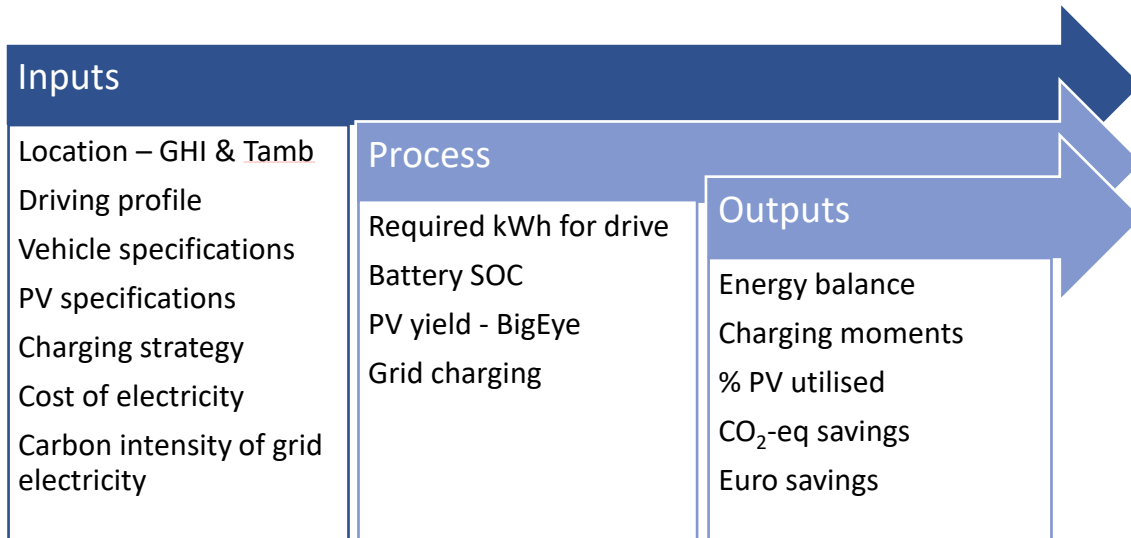 Inputs
Location – GHI & Tamb
Driving profile
Vehicle specifications
PV specifications
Charging strategy
Cost of electricity
Carbon intensity of grid
electricity
Process
Required kWh for drive
Battery SOC
PV yield - BigEye
Grid charging
Outputs
Energy balance
Charging moments
% PV utilised
CO₂-eq savings
Euro savings